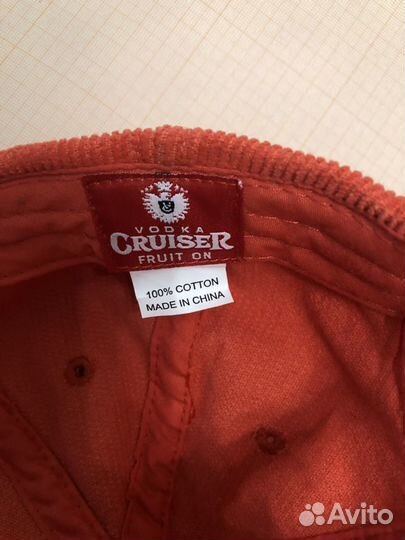 VODKA
CRUISER
FRUIT ON
100% COTTON
MADE IN CHINA
Avito